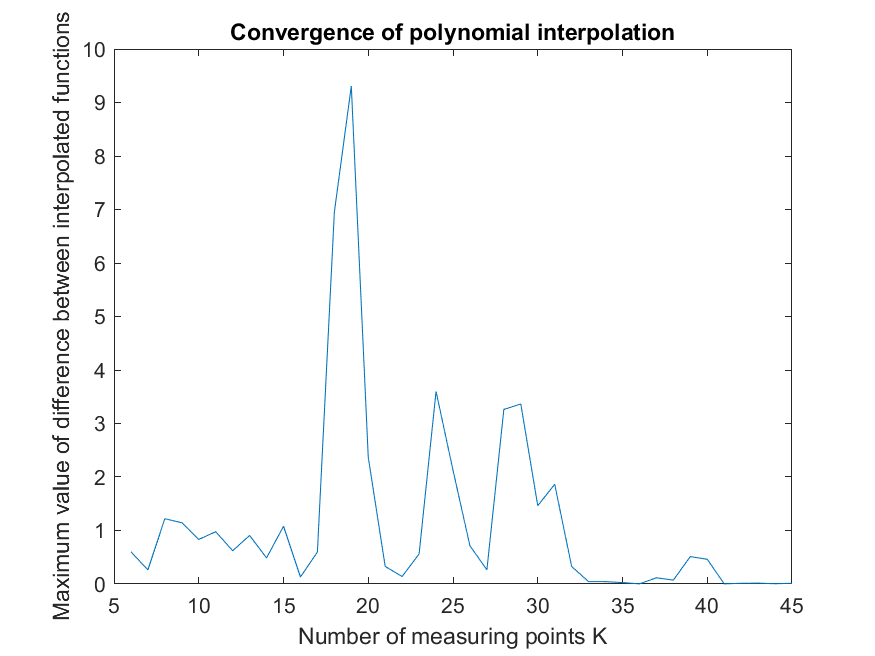 Convergence of polynomial interpolation
Maximum value of difference between interpolated functions
10
9
8
7
6
5
4
3
2
1
0
5 10 15 20 25 30 35 40 45
Number of measuring points K